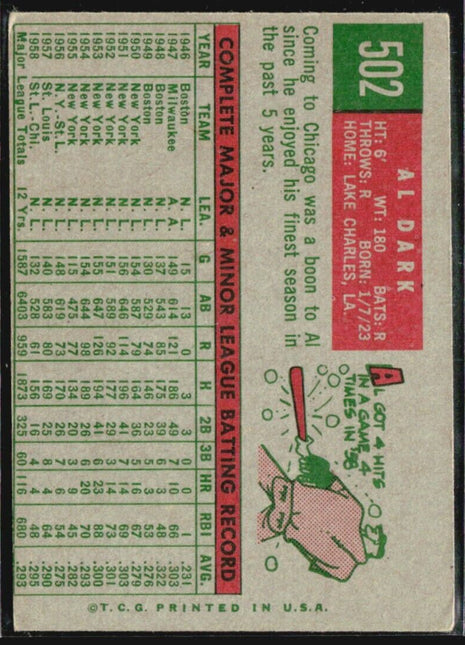 502
AL DARK
HT: 6' WT: 180 BATS: R
THROWS: R BORN: 1/7/23
HOME: LAKE CHARLES, LA.
Coming to Chicago was a boon to Al
since he enjoyed his finest season in
the past 5 years.
AL GOT 4 HITS
IN A GAME 4
TIMES IN '58
COMPLETE MAJOR & MINOR LEAGUE BATTING RECORD
YEAR TEAM LEA. G AB R H 2B 3B HR RBI AVG.
1946 Boston N. L. 15 13 0 3 3 0 0 1 .231
1947 Milwaukee A. A. 149 614 121 186 49 7 10 66 .303
1948 Boston N. L. 137 543 85 175 39 6 3 48 .322
1949 Boston N. L. 130 529 74 146 23 5 3 53 .276
1950 New York N. L. 154 587 79 164 36 5 16 67 .279
1951 New York N. L. 156 646 114 196 41 7 14 69 .303
1952 New York N. L. 151 589 92 177 29 3 14 73 .301
1953 New York N. L. 155 647 126 194 41 6 23 88 .300
1954 New York N. L. 154 644 98 189 26 6 20 70 .293
1955 New York N. L. 115 475 77 134 20 3 9 45 .282
1956 N.Y.-St.L. N. L. 148 619 73 170 26 7 6 54 .275
1957 St. Louis N. L. 140 583 80 169 25 8 4 64 .290
1958 St.L.-Chi. N. L. 132 528 61 156 16 4 4 48 .295
Major League Totals 12 Yrs. 1587 6403 959 1873 325 60 116 680 .293
©T.C.G. PRINTED IN U.S.A.